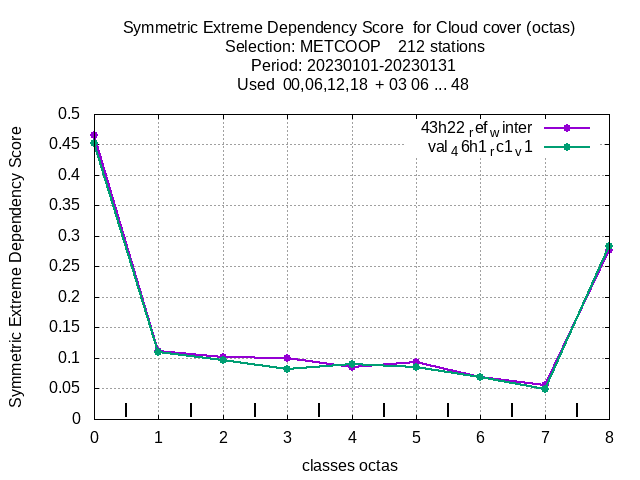 Symmetric Extreme Dependency Score  for Cloud cover (octas)
Selection: METCOOP    212 stations
Period: 20230101-20230131
Used  00,06,12,18  + 03 06 ... 48
0.5
0.45
0.4
0.35
0.3
0.25
0.2
0.15
0.1
0.05
0
Symmetric Extreme Dependency Score
43h22 ref winter
val 46h1 rc1 v1
0 1 2 3 4 5 6 7 8
classes octas